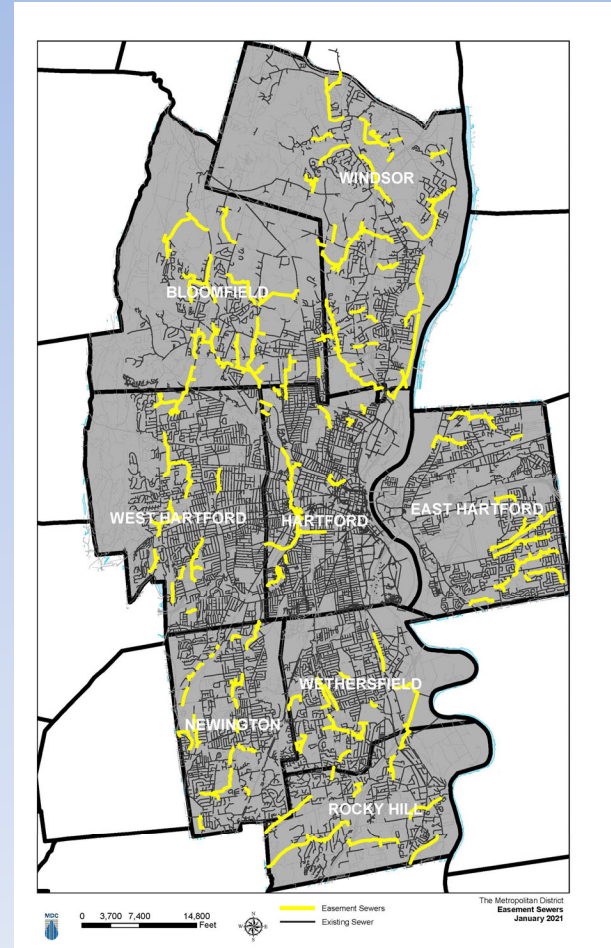 WINDSOR
BLOOMFIELD
WEST HARTFORD
HARTFORD
EAST HARTFORD
WETHERSFIELD
NEWINGTON
ROCKY HILL
MDC
0 3,700 7,400 14,800
Feet
N
W E
S
Easement Sewers
Existing Sewer
The Metropolitan District
Easement Sewers
January 2021